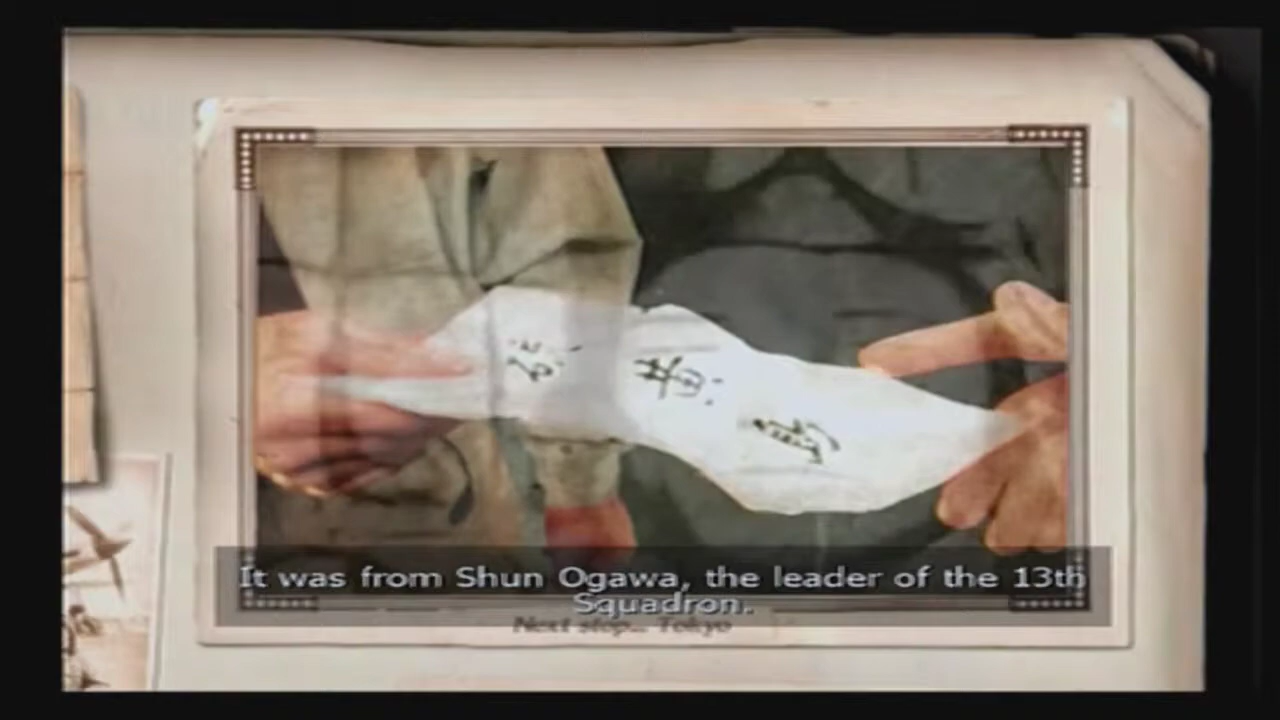 It was from Shun Ogawa, the leader of the 13th
Squadron.
Next stop... Tokyo